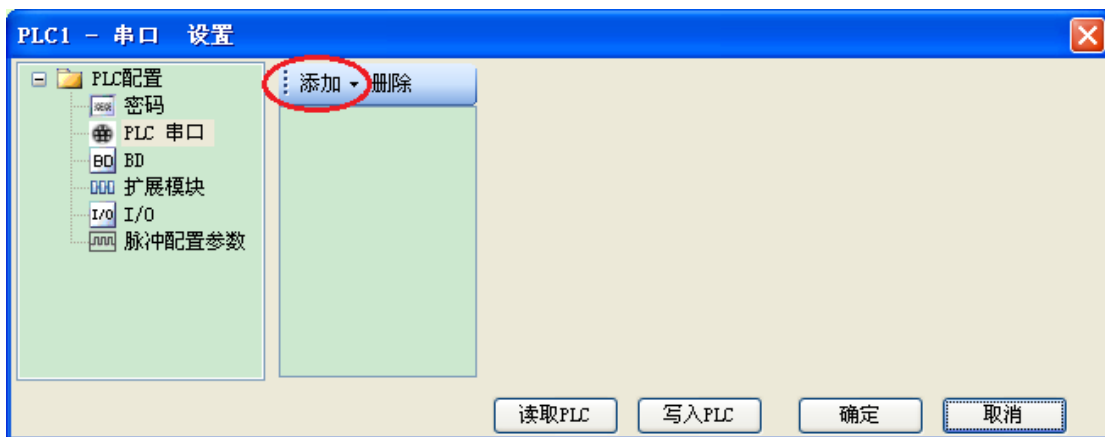 PLC1 - 串口 设置
PLC配置
密码
PLC 串口
BD BD
扩展模块
I/O I/O
脉冲配置参数
添加 删除
读取PLC 写入PLC 确定 取消